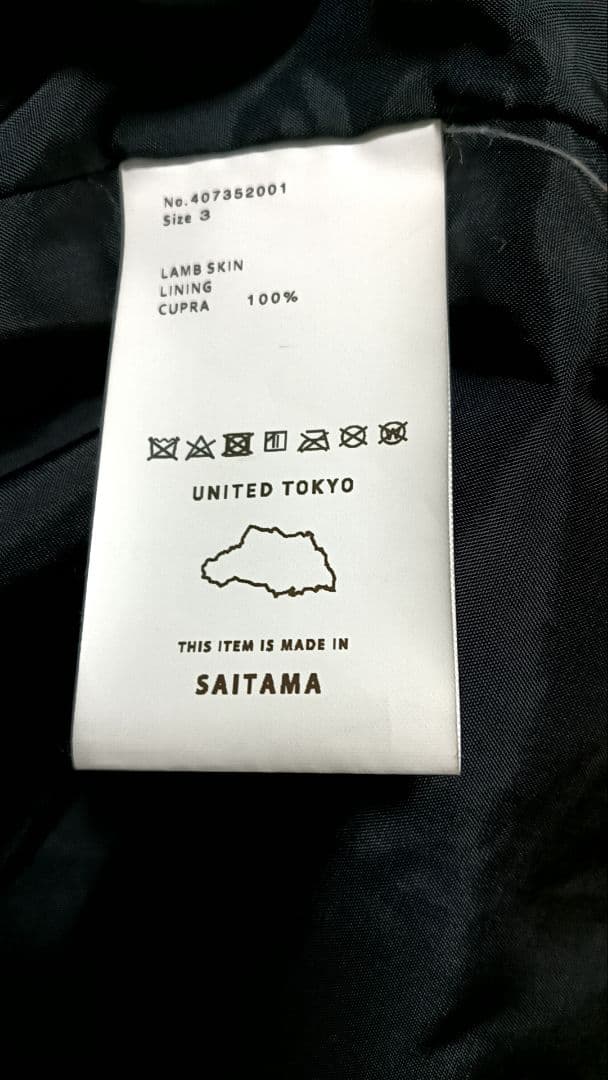 No.407352001
Size 3
LAMB SKIN
LINING
CUPRA 100%
UNITED TOKYO
THIS ITEM IS MADE IN
SAITAMA